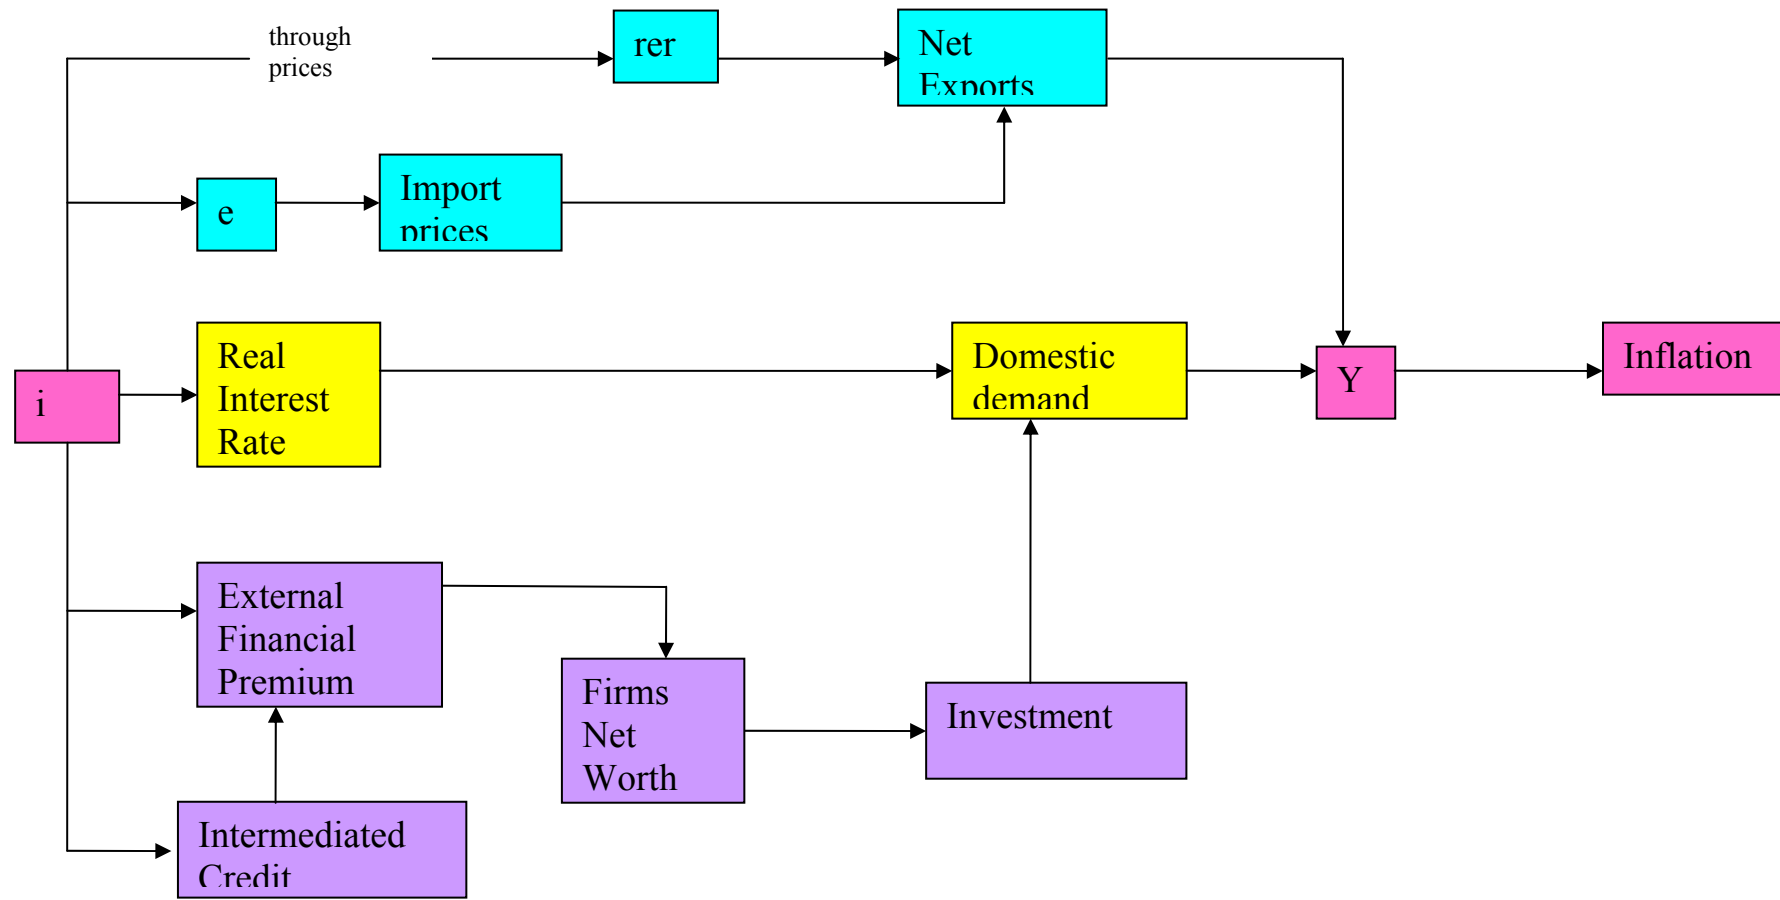 through
prices
rer
Net
Exports
e
Import
prices
i
Real
Interest
Rate
Domestic
demand
Y
Inflation
External
Financial
Premium
Firms
Net
Worth
Investment
Intermediated
Credit